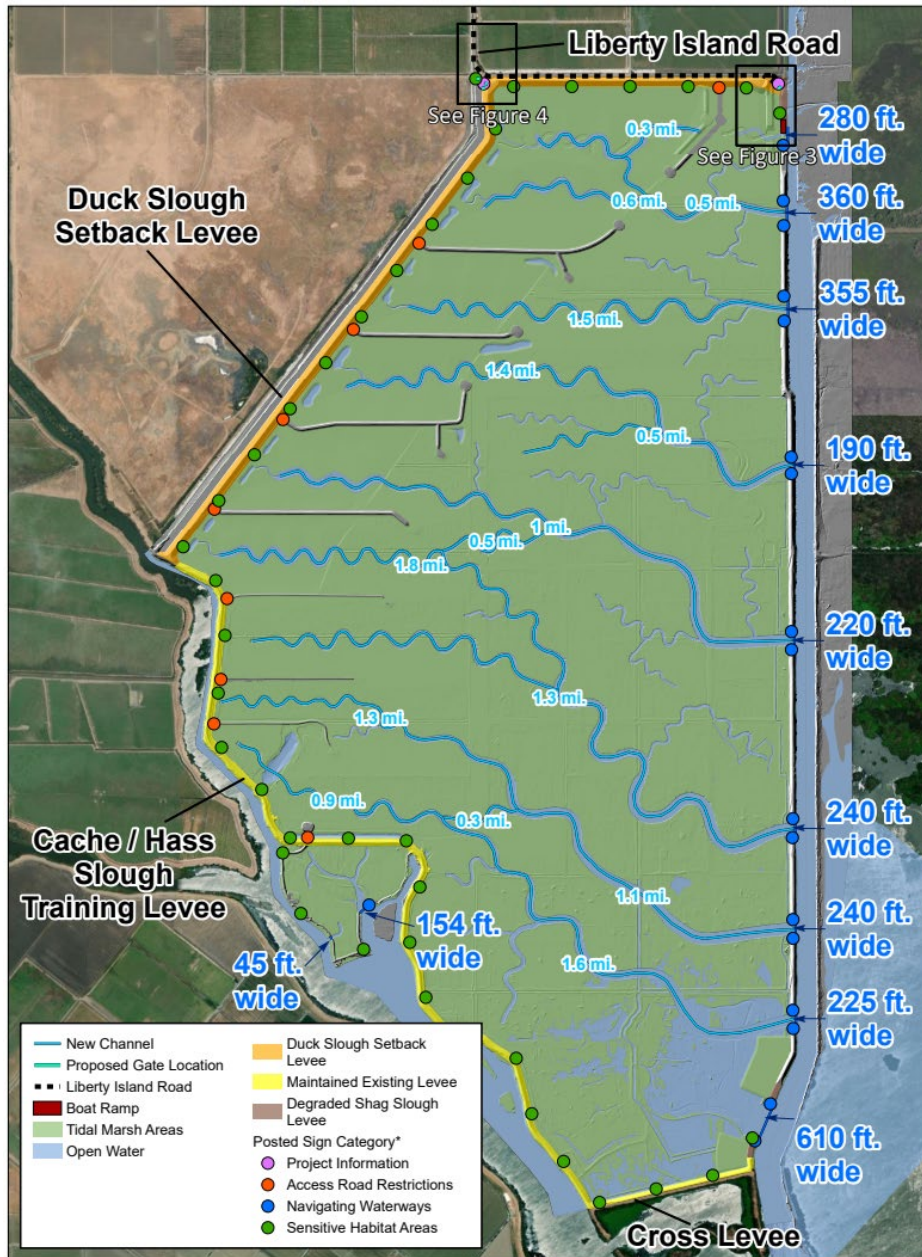 Liberty Island Road
See Figure 4
See Figure 3
0.3 mi.
280 ft.
wide
Duck Slough
Setback Levee
0.6 mi.
0.5 mi.
360 ft.
wide
1.5 mi.
355 ft.
wide
1.4 mi.
0.5 mi.
190 ft.
wide
1 mi.
0.5 mi.
1.8 mi.
220 ft.
wide
1.3 mi.
1.3 mi.
0.9 mi.
0.3 mi.
240 ft.
wide
Cache / Hass
Slough
Training Levee
1.1 mi.
240 ft.
wide
154 ft.
wide
45 ft.
wide
1.6 mi.
225 ft.
wide
610 ft.
wide
Cross Levee
New Channel
Proposed Gate Location
Liberty Island Road
Boat Ramp
Tidal Marsh Areas
Open Water
Duck Slough Setback
Levee
Maintained Existing Levee
Degraded Shag Slough
Levee
Posted Sign Category*
Project Information
Access Road Restrictions
Navigating Waterways
Sensitive Habitat Areas